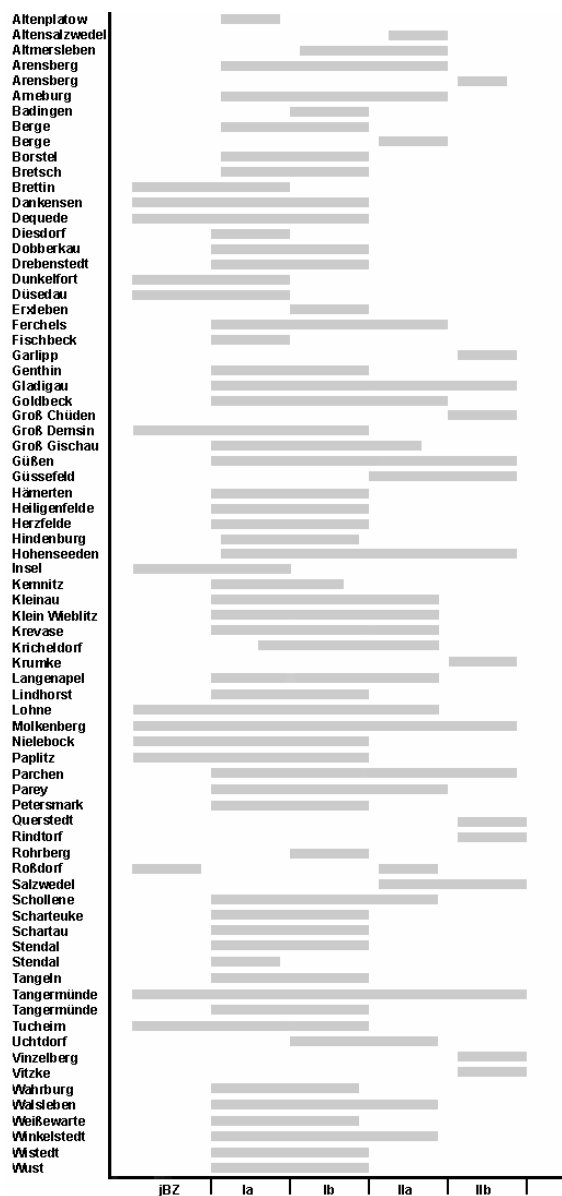 Altenplatow
Altensalzwedel
Altmersleben
Arensberg
Arensberg
Arneburg
Badingen
Berge
Berge
Borstel
Bretsch
Brettin
Dankensen
Dequede
Diesdorf
Dobberkau
Drebenstedt
Dunkelfort
Düsedau
Erxleben
Ferchels
Fischbeck
Garlipp
Genthin
Gladigau
Goldbeck
Groß Chüden
Groß Demsin
Groß Gischau
Güßen
Güssefeld
Hämerten
Heiligenfelde
Herzfelde
Hindenburg
Hohenseeden
Insel
Kemnitz
Kleinau
Klein Wieblitz
Krevase
Kricheldorf
Krumke
Langenapel
Lindhorst
Lohne
Molkenberg
Nielebock
Paplitz
Parchen
Parey
Petersmark
Querstedt
Rindtorf
Rohrberg
Roßdorf
Salzwedel
Schollene
Scharteuke
Schartau
Stendal
Stendal
Tangeln
Tangermünde
Tangermünde
Tucheim
Uchtdorf
Vinzelberg
Vitzke
Wahrburg
Walsleben
Weißewarte
Winkelstedt
Wistedt
Wust
jBZ Ia Ib IIa IIb